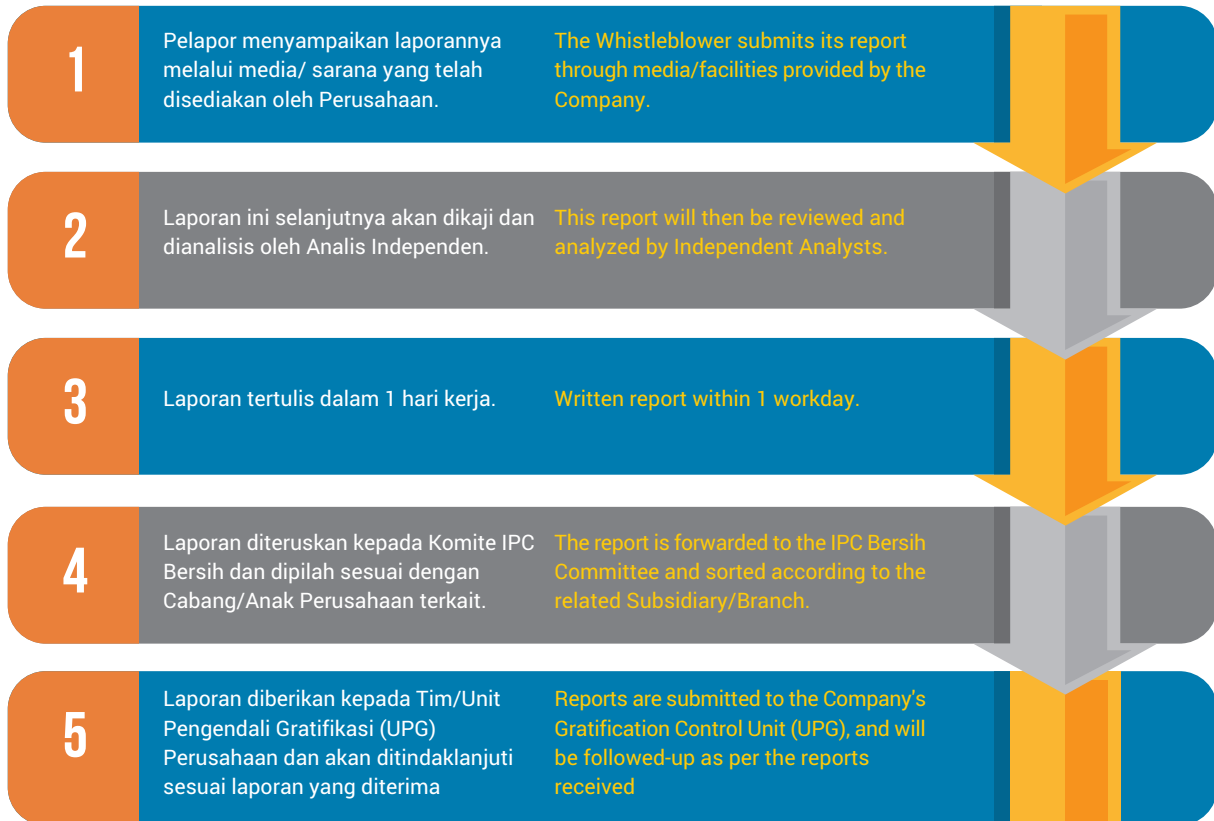 1
Pelapor menyampaikan laporannya
melalui media/ sarana yang telah
disediakan oleh Perusahaan.
The Whistleblower submits its report
through media/facilities provided by the
Company.
2
Laporan ini selanjutnya akan dikaji dan
dianalisis oleh Analis Independen.
This report will then be reviewed and
analyzed by Independent Analysts.
3
Laporan tertulis dalam 1 hari kerja.
Written report within 1 workday.
4
Laporan diteruskan kepada Komite IPC
Bersih dan dipilah sesuai dengan
Cabang/Anak Perusahaan terkait.
The report is forwarded to the IPC Bersih
Committee and sorted according to the
related Subsidiary/Branch.
5
Laporan diberikan kepada Tim/Unit
Pengendali Gratifikasi (UPG)
Perusahaan dan akan ditindaklanjuti
sesuai laporan yang diterima
Reports are submitted to the Company's
Gratification Control Unit (UPG), and will
be followed-up as per the reports
received